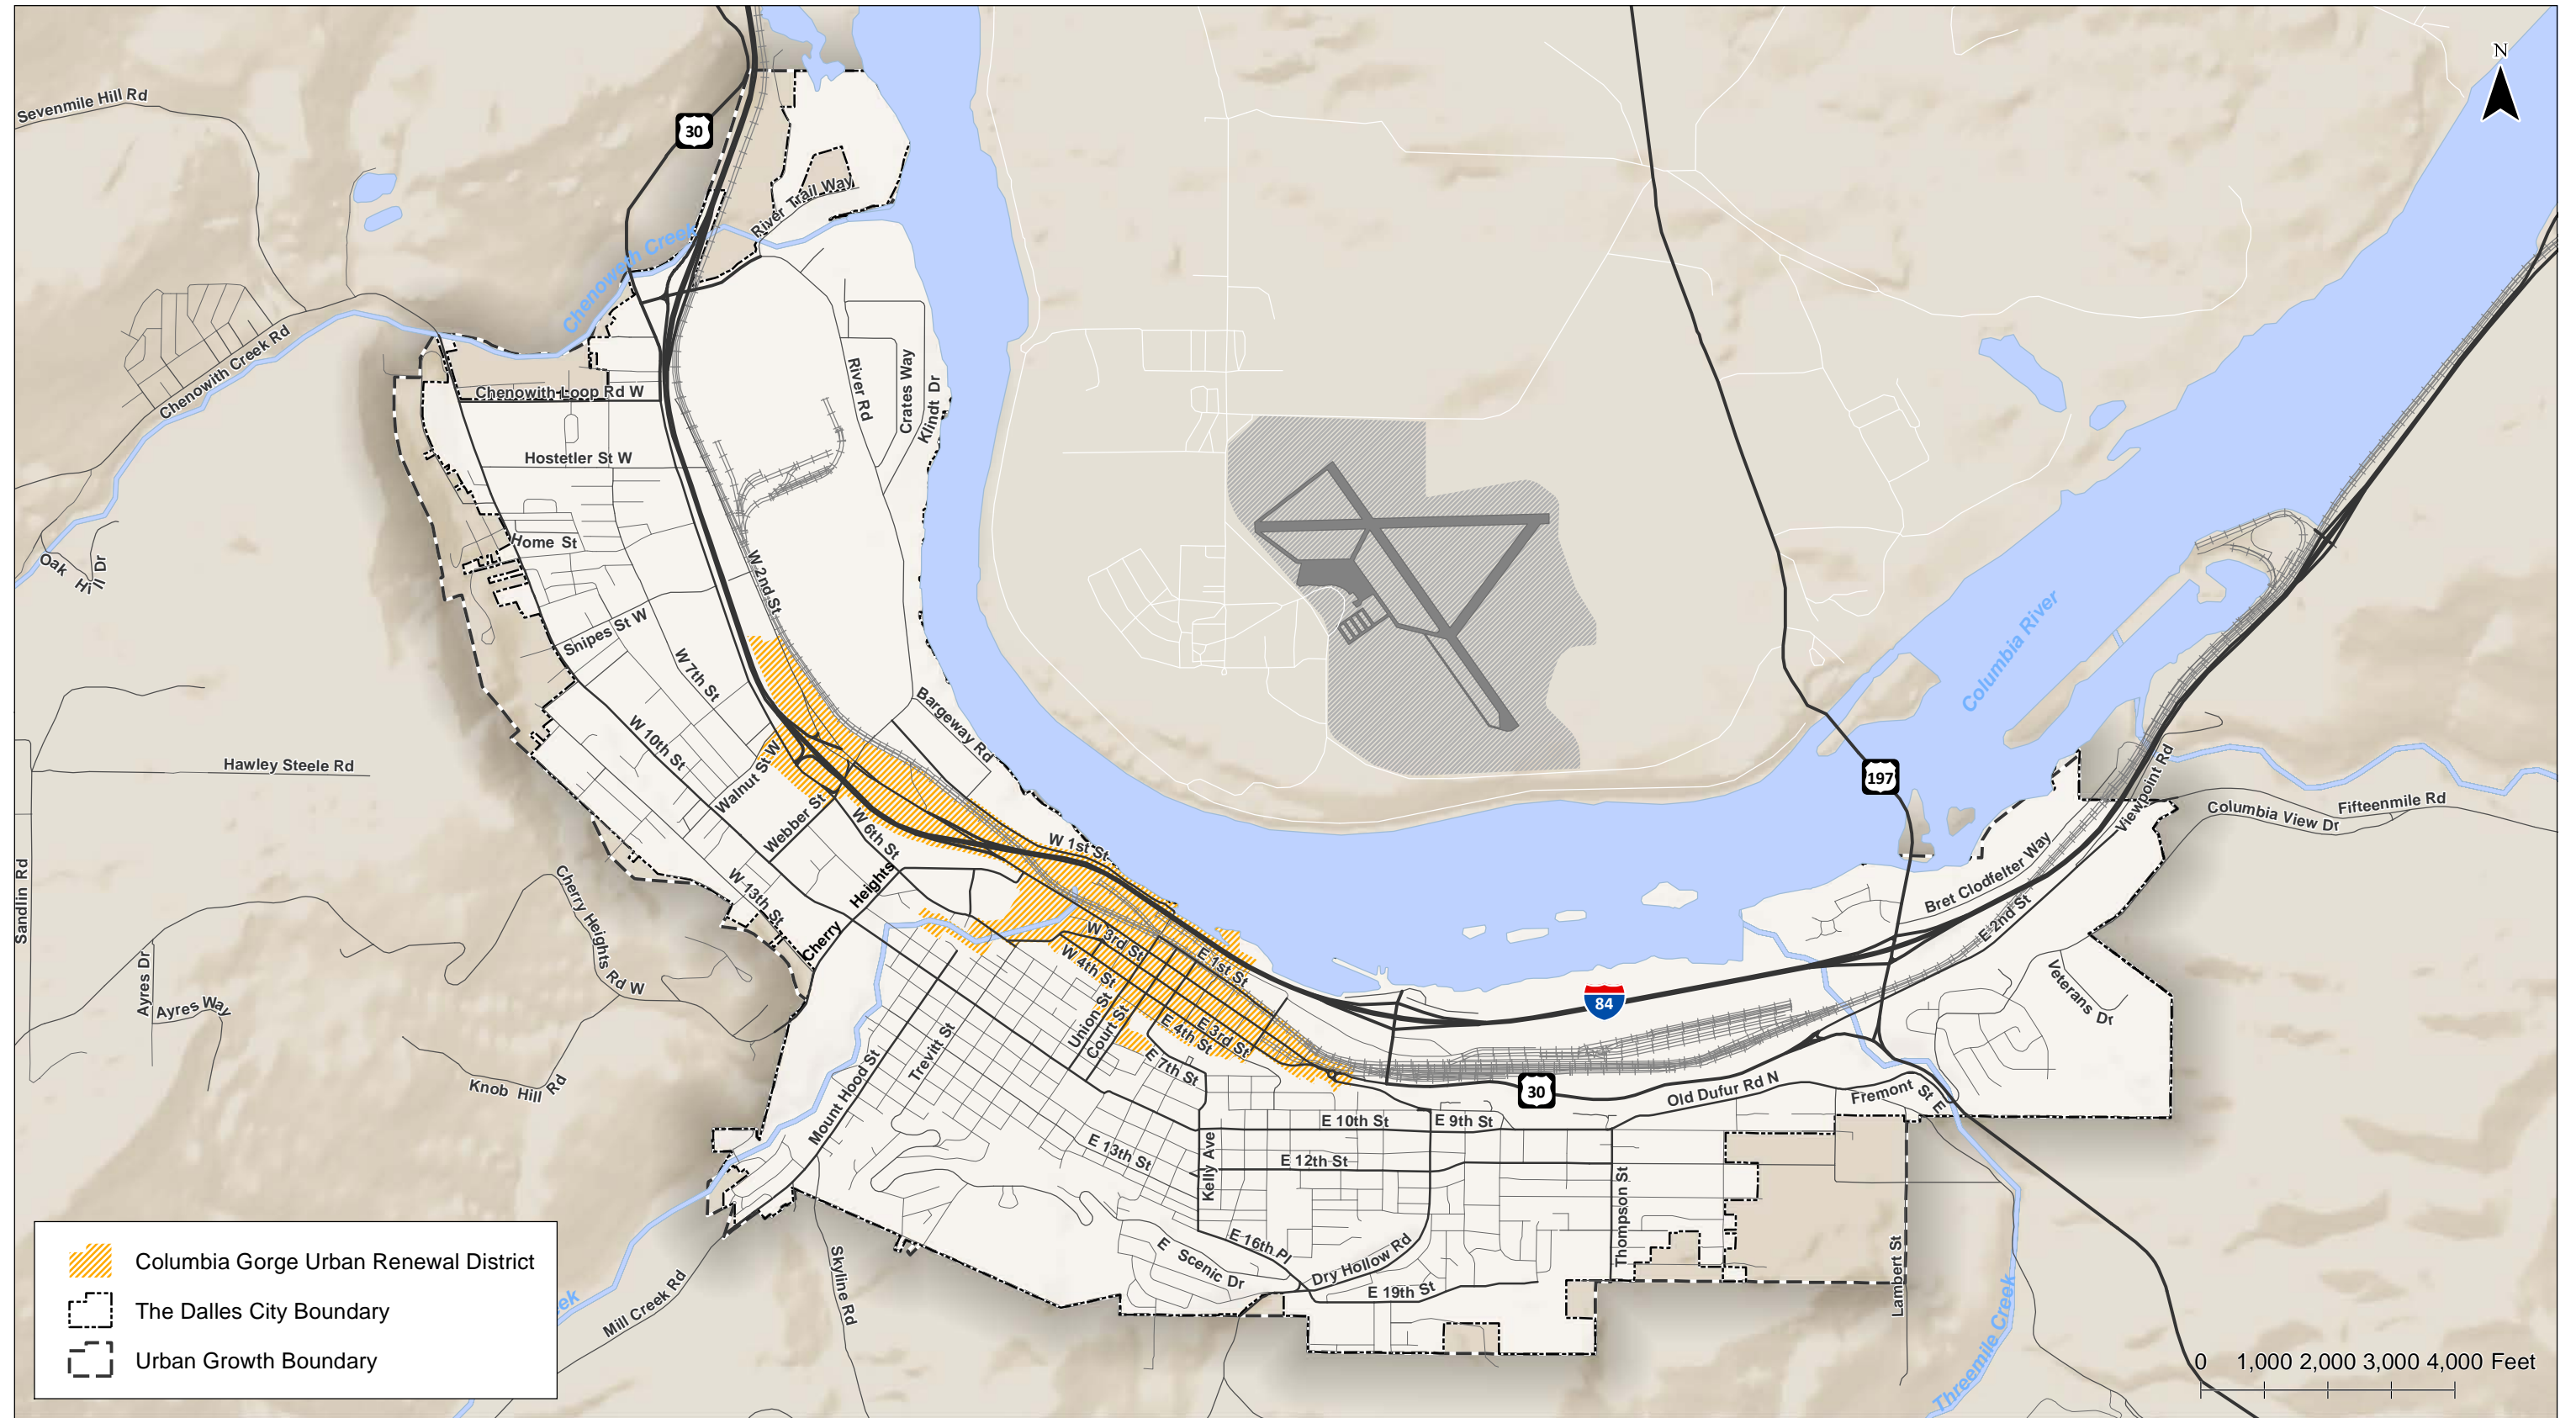 N
Sevenmile Hill Rd
30
River Trail Way
Chenoweth Creek
Chenowith Creek Rd
Chenowith Loop Rd W
River Rd
Crates Way
Klindt Dr
Hostetler St W
Home St
Oak Hill Dr
W 2nd St
Snipes St W
W 7th St
Columbia River
Bargeway Rd
W 10th St
Walnut St W
Hawley Steele Rd
197
Viewpoint Rd
Columbia View Dr
Fifteenmile Rd
Webber St
W 6th St
W 1st St
Bret Clodfelter Way
Sandlin Rd
Cherry Heights Rd W
W 13th St
Cherry Heights
W 3rd St
W 4th St
E 1st St
E 2nd St
Veterans Dr
Ayres Dr
Ayres Way
84
Union St
Court St
E 3rd St
E 4th St
E 7th St
Trevitt St
Mount Hood St
Knob Hill Rd
30
Old Dufur Rd N
Fremont St E
E 10th St
E 9th St
E 13th St
E 12th St
Kelly Ave
Thompson St
E 16th Pl
E Scenic Dr
Dry Hollow Rd
E 19th St
Lambert St
Skyline Rd
Mill Creek Rd
Threemile Creek
eek
Columbia Gorge Urban Renewal District
The Dalles City Boundary
Urban Growth Boundary
0 1,000 2,000 3,000 4,000 Feet